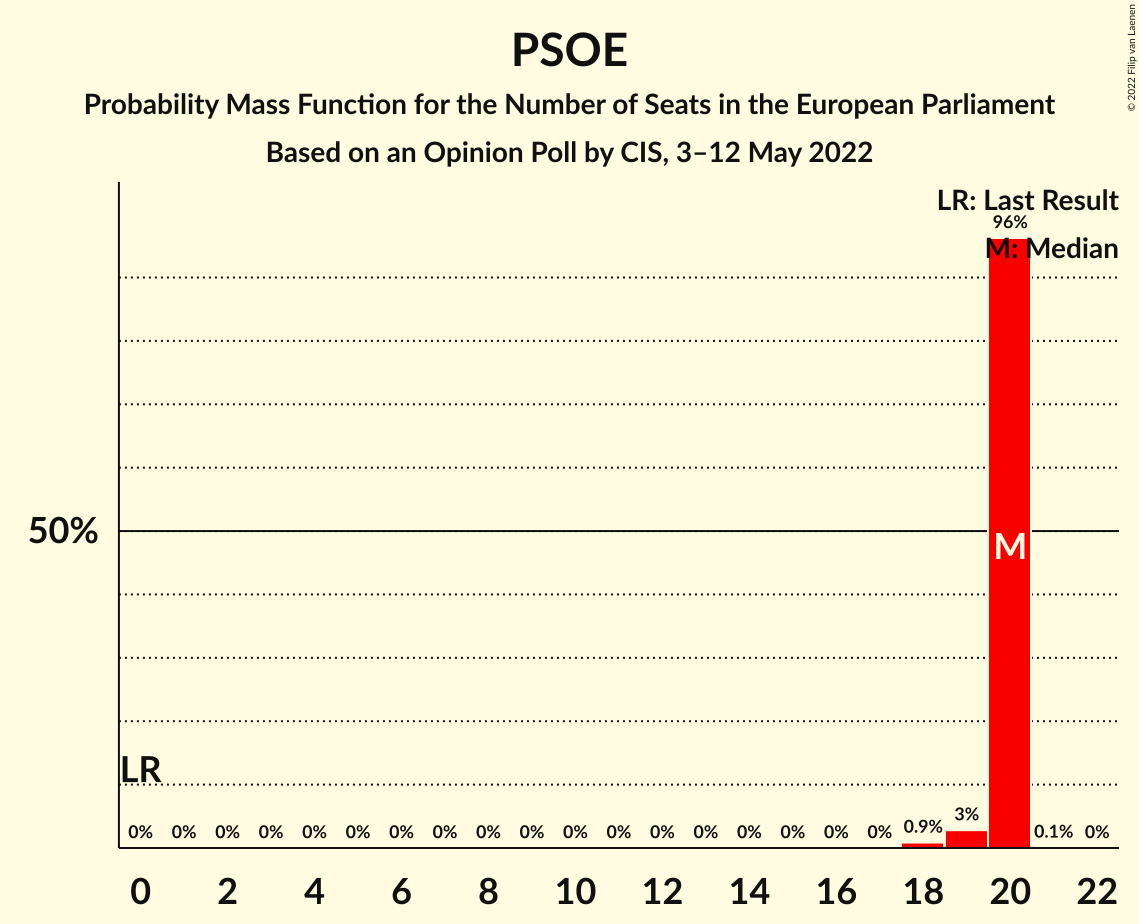 PSOE
Probability Mass Function for the Number of Seats in the European Parliament
Based on an Opinion Poll by CIS, 3–12 May 2022
© 2022 Filip van Laenen
LR: Last Result
96%
M: Median
50%
M
LR
0% 0% 0% 0% 0% 0% 0% 0% 0% 0% 0% 0% 0% 0% 0% 0% 0% 0% 0.9% 3% 0.1% 0%
0 2 4 6 8 10 12 14 16 18 20 22